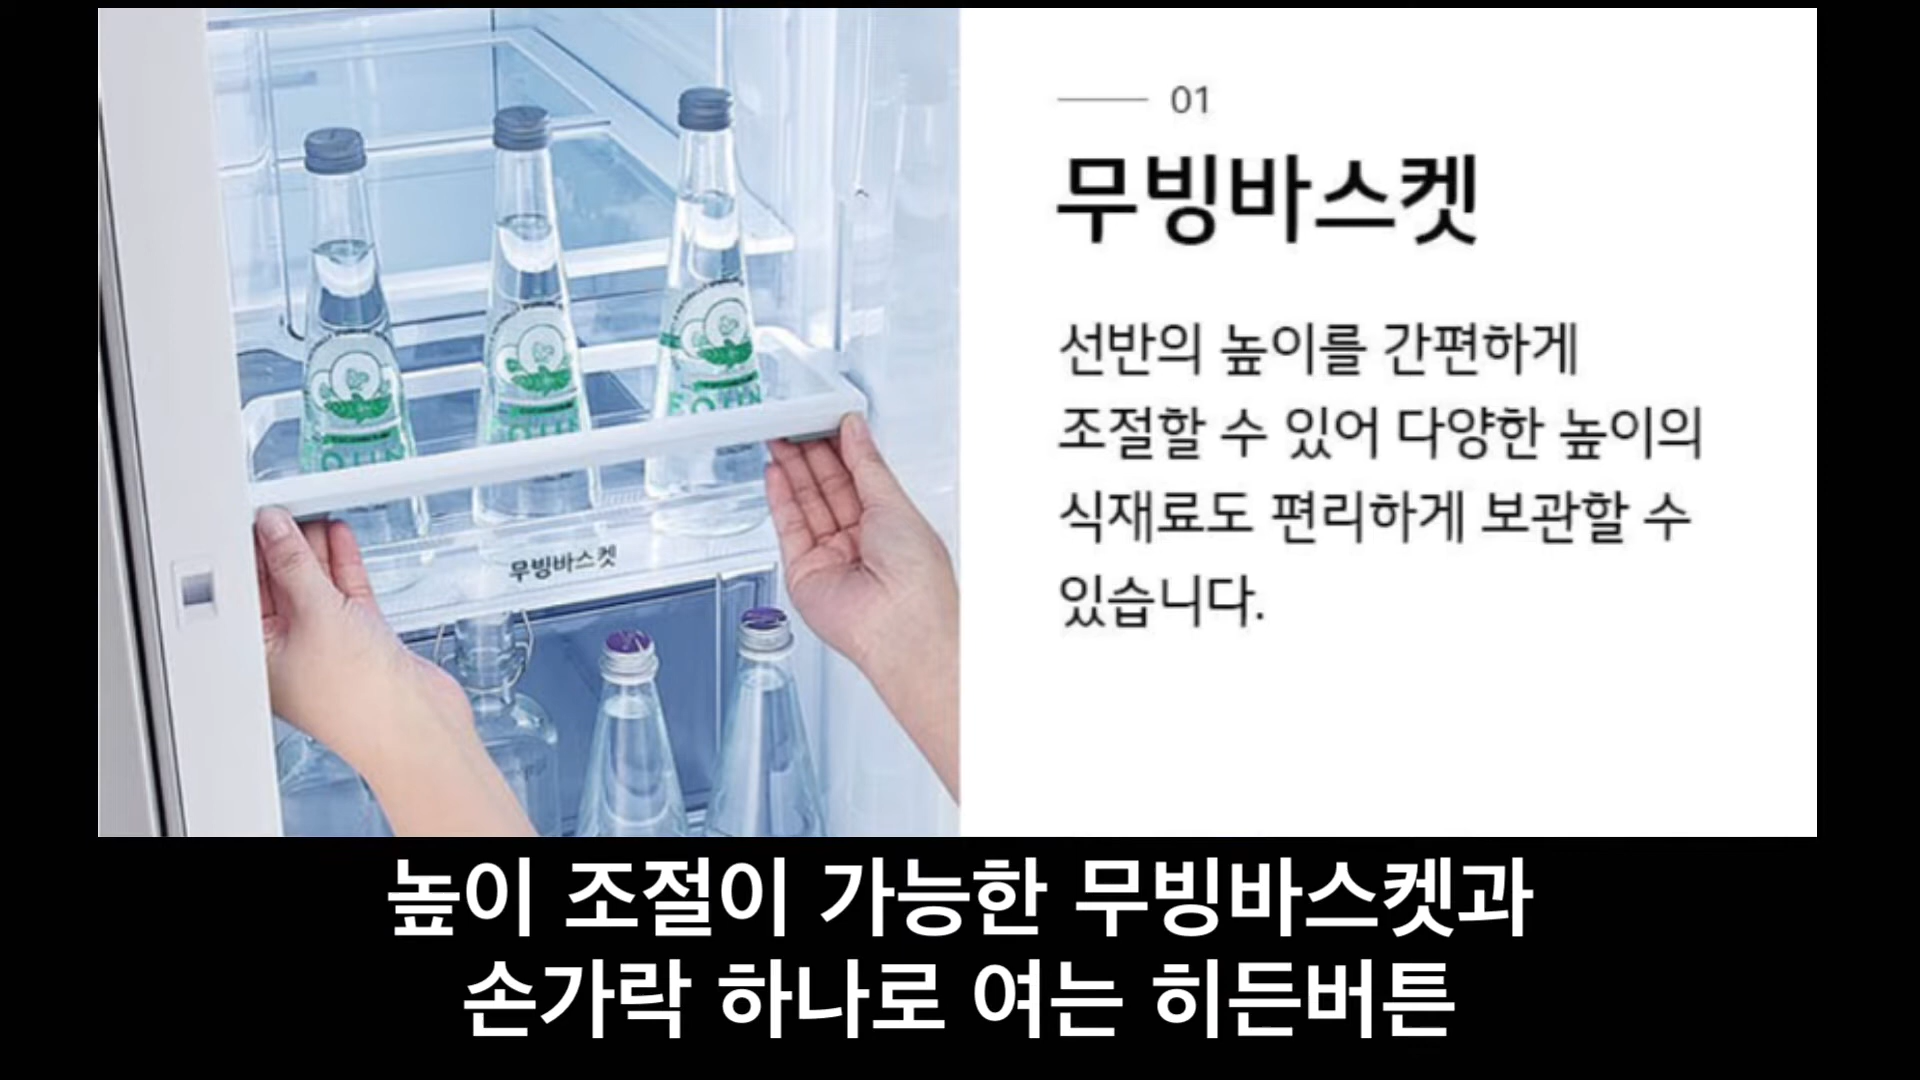 01
무빙바스켓
선반의 높이를 간편하게
조절할 수 있어 다양한 높이의
식재료도 편리하게 보관할 수
있습니다.
무빙바스켓
높이 조절이 가능한 무빙바스켓과
손가락 하나로 여는 히든버튼